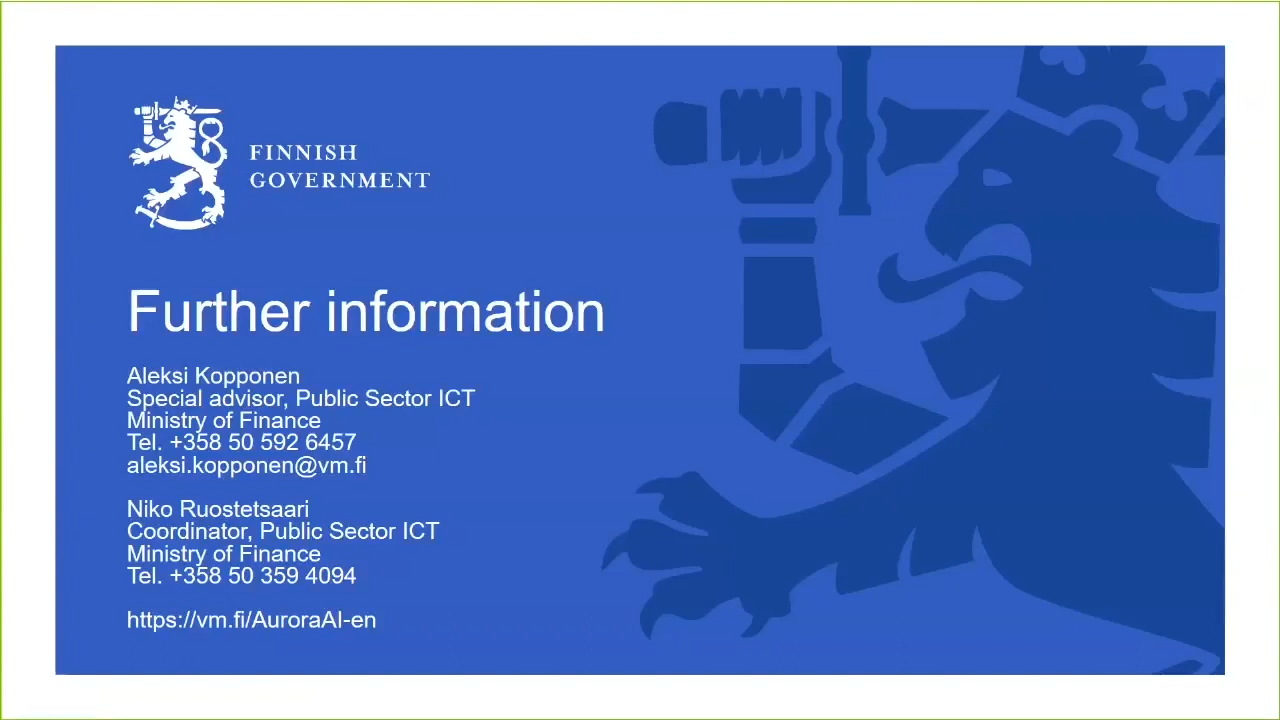 FINNISH
GOVERNMENT
Further information
Aleksi Kopponen
Special advisor, Public Sector ICT
Ministry of Finance
Tel. +358 50 592 6457
aleksi.kopponen@vm.fi
Niko Ruostetsaari
Coordinator, Public Sector ICT
Ministry of Finance
Tel. +358 50 359 4094
https://vm.fi/AuroraAI-en